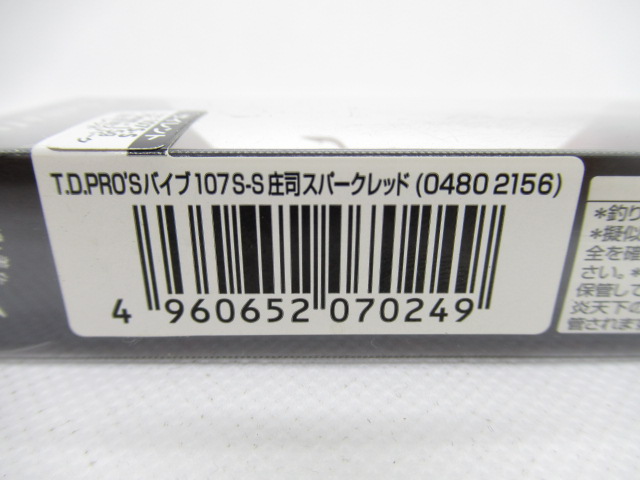 T.D.PRO'Sバイブ107S-S 庄司スパークレッド (0480 2156)
4 960652 070249
*釣り
*擬似
全を確
さい。
保管して
炎天下の
管されま